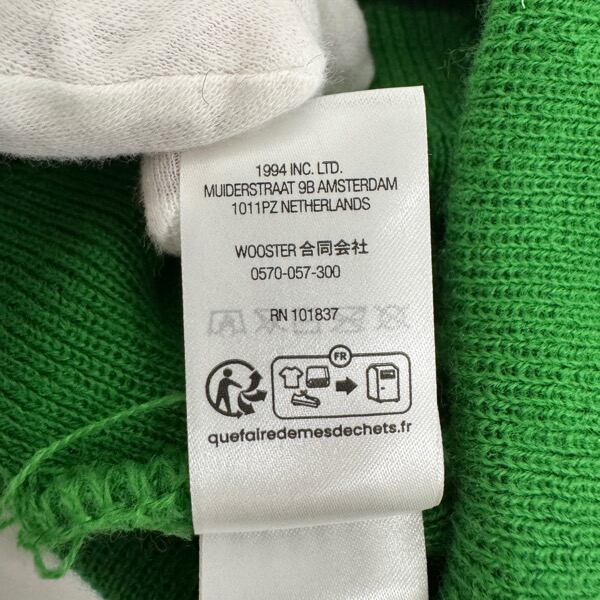 1994 INC. LTD.
MUIDERSTRAAT 9B AMSTERDAM
1011PZ NETHERLANDS
WOOSTER 合同会社
0570-057-300
RN 101837
FR
quefairedemesdechets.fr